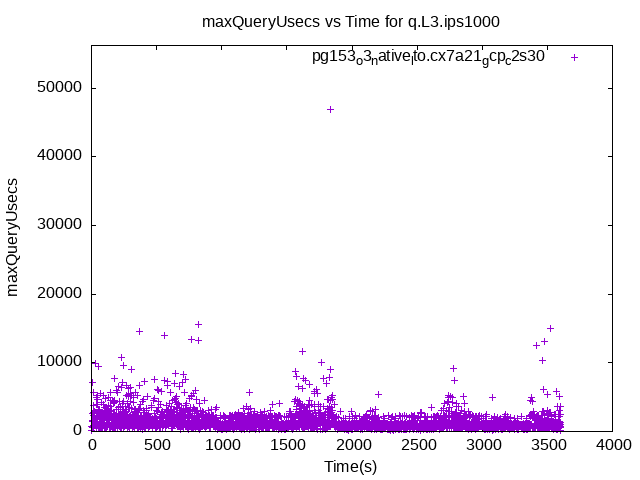 maxQueryUsecs vs Time for q.L3.ips1000
pg153o3native_lto.cx7a21gcpc2s30
50000
40000
30000
20000
10000
0
maxQueryUsecs
0 500 1000 1500 2000 2500 3000 3500 4000
Time(s)